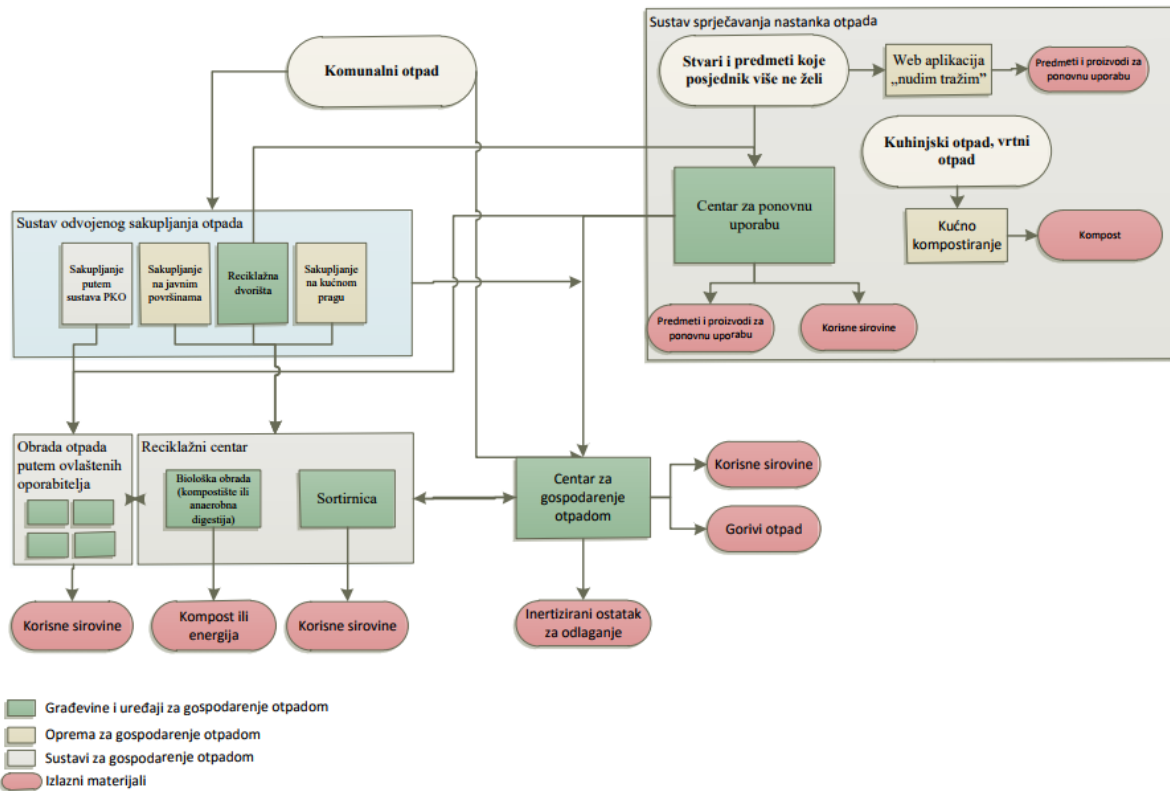 Sustav sprječavanja nastanka otpada
Komunalni otpad
Stvari i predmeti koje
posjednik više ne želi
Web aplikacija
„nudim tražim”
Predmeti i proizvodi za
ponovnu uporabu
Kuhinjski otpad, vrtni
otpad
Centar za ponovnu
uporabu
Kućno
kompostiranje
Kompost
Predmeti i proizvodi za
ponovnu uporabu
Korisne sirovine
Sustav odvojenog sakupljanja otpada
Sakupljanje
putem
sustava PKO
Sakupljanje
na javnim
površinama
Reciklažna
dvorišta
Sakupljanje
na kućnom
pragu
Obrada otpada
putem ovlaštenih
oporabitelja
Reciklažni centar
Biološka obrada
(kompostište ili
anaerobna
digestija)
Sortirnica
Centar za
gospodarenje
otpadom
Korisne sirovine
Gorivi otpad
Korisne sirovine
Kompost ili
energija
Korisne sirovine
Inertizirani ostatak
za odlaganje
Građevine i uređaji za gospodarenje otpadom
Oprema za gospodarenje otpadom
Sustavi za gospodarenje otpadom
Izlazni materijali